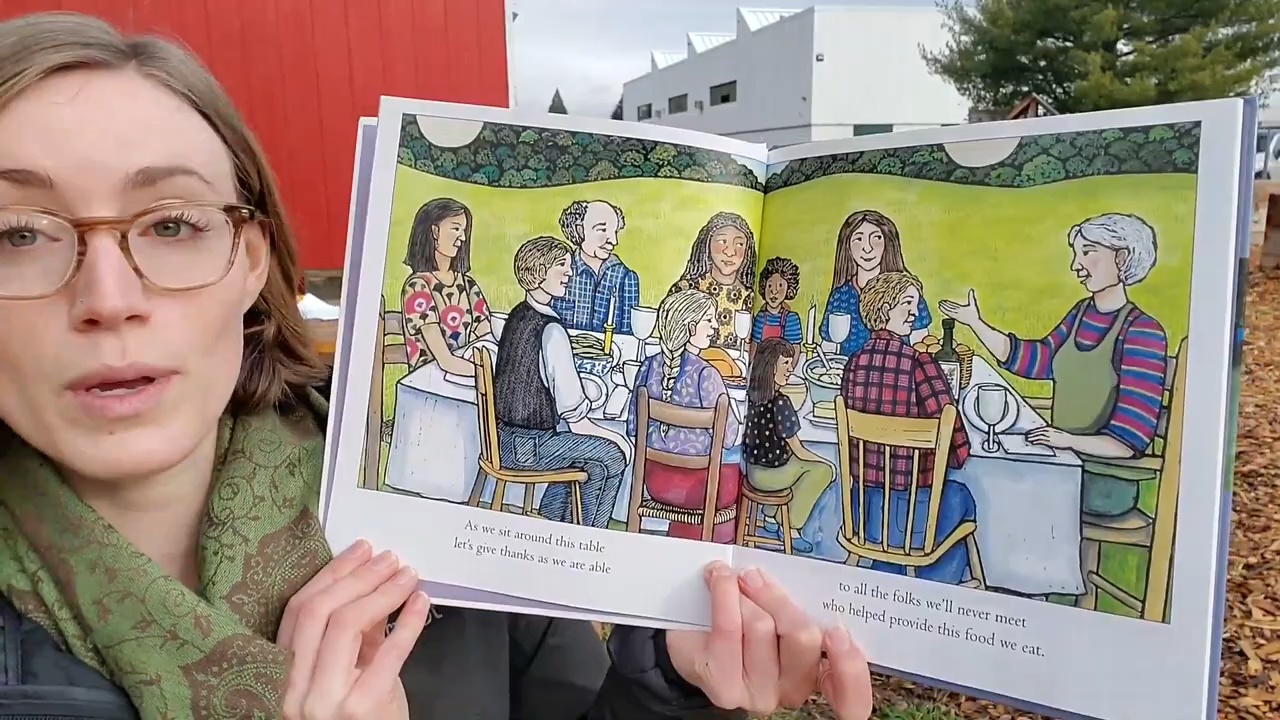 As we sit around this table
let's give thanks as we are able
to all the folks we'll never meet
who helped provide this food we eat.